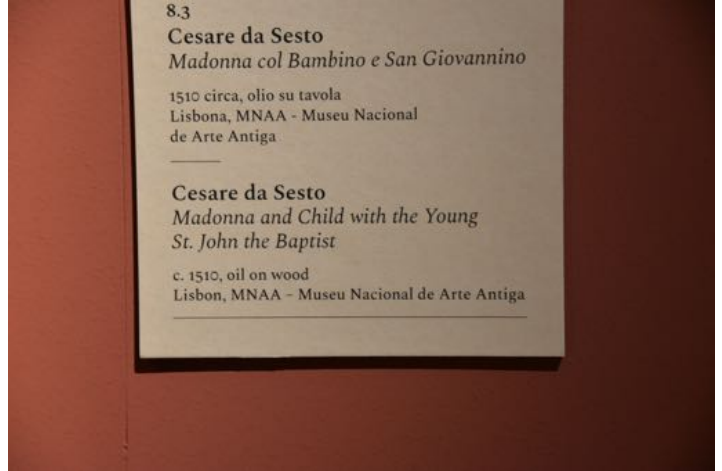 8.3
Cesare da Sesto
Madonna col Bambino e San Giovannino
1510 circa, olio su tavola
Lisbona, MNAA - Museu Nacional
de Arte Antiga
Cesare da Sesto
Madonna and Child with the Young
St. John the Baptist
c. 1510, oil on wood
Lisbon, MNAA – Museu Nacional de Arte Antiga